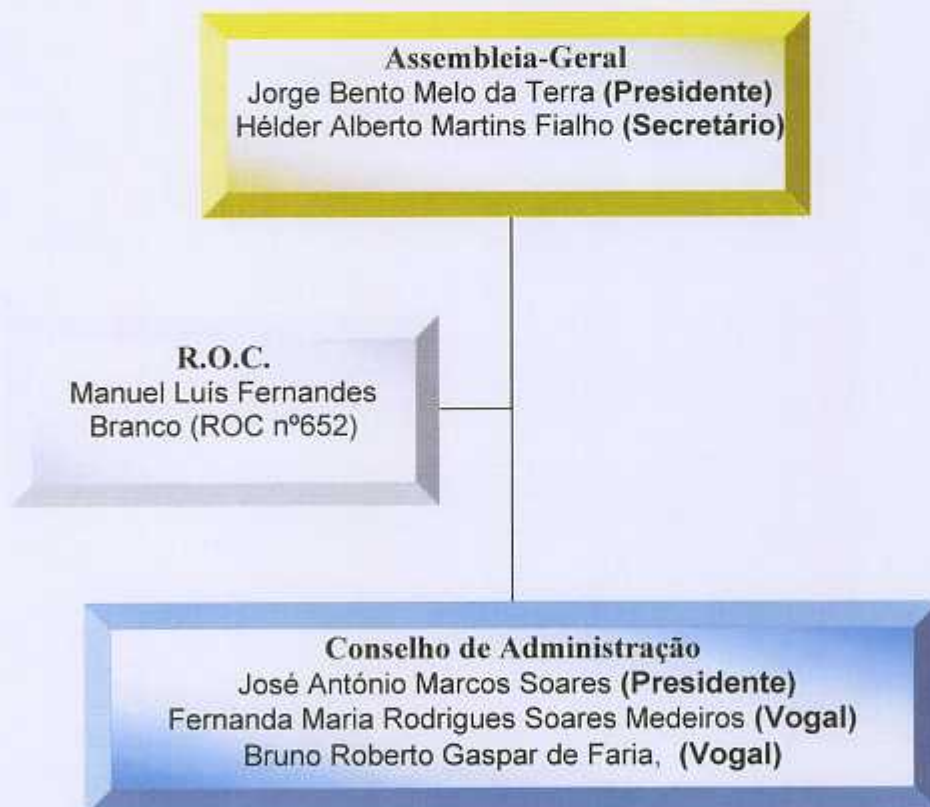 Assembleia-Geral
Jorge Bento Melo da Terra (Presidente)
Hélder Alberto Martins Fialho (Secretário)
R.O.C.
Manuel Luís Fernandes
Branco (ROC nº652)
Conselho de Administração
José António Marcos Soares (Presidente)
Fernanda Maria Rodrigues Soares Medeiros (Vogal)
Bruno Roberto Gaspar de Faria, (Vogal)